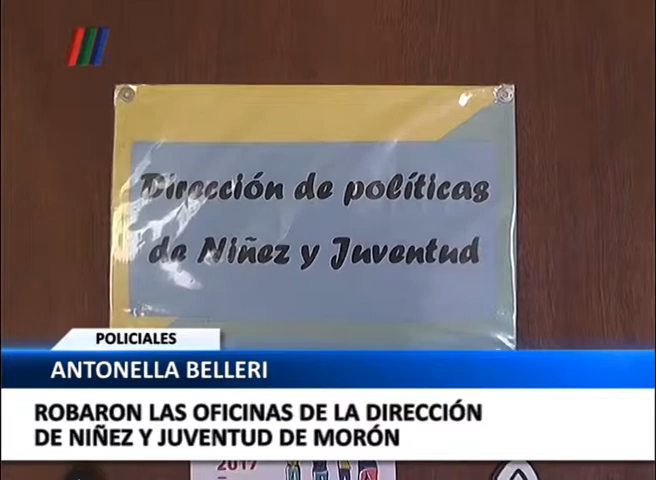 Dirección de políticas
de Niñez y Juventud
POLICIALES
ANTONELLA BELLERI
ROBARON LAS OFICINAS DE LA DIRECCIÓN
DE NIÑEZ Y JUVENTUD DE MORÓN
2017